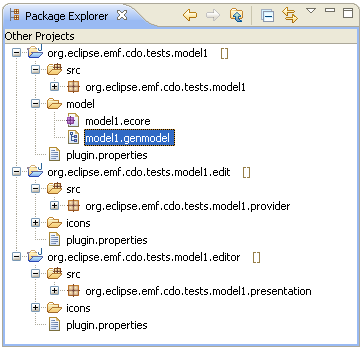 Package Explorer
Other Projects
org.eclipse.emf.cdo.tests.model1 []
src
org.eclipse.emf.cdo.tests.model1
model
model1.ecore
model1.genmodel
plugin.properties
org.eclipse.emf.cdo.tests.model1.edit []
src
org.eclipse.emf.cdo.tests.model1.provider
icons
plugin.properties
org.eclipse.emf.cdo.tests.model1.editor []
src
org.eclipse.emf.cdo.tests.model1.presentation
icons
plugin.properties